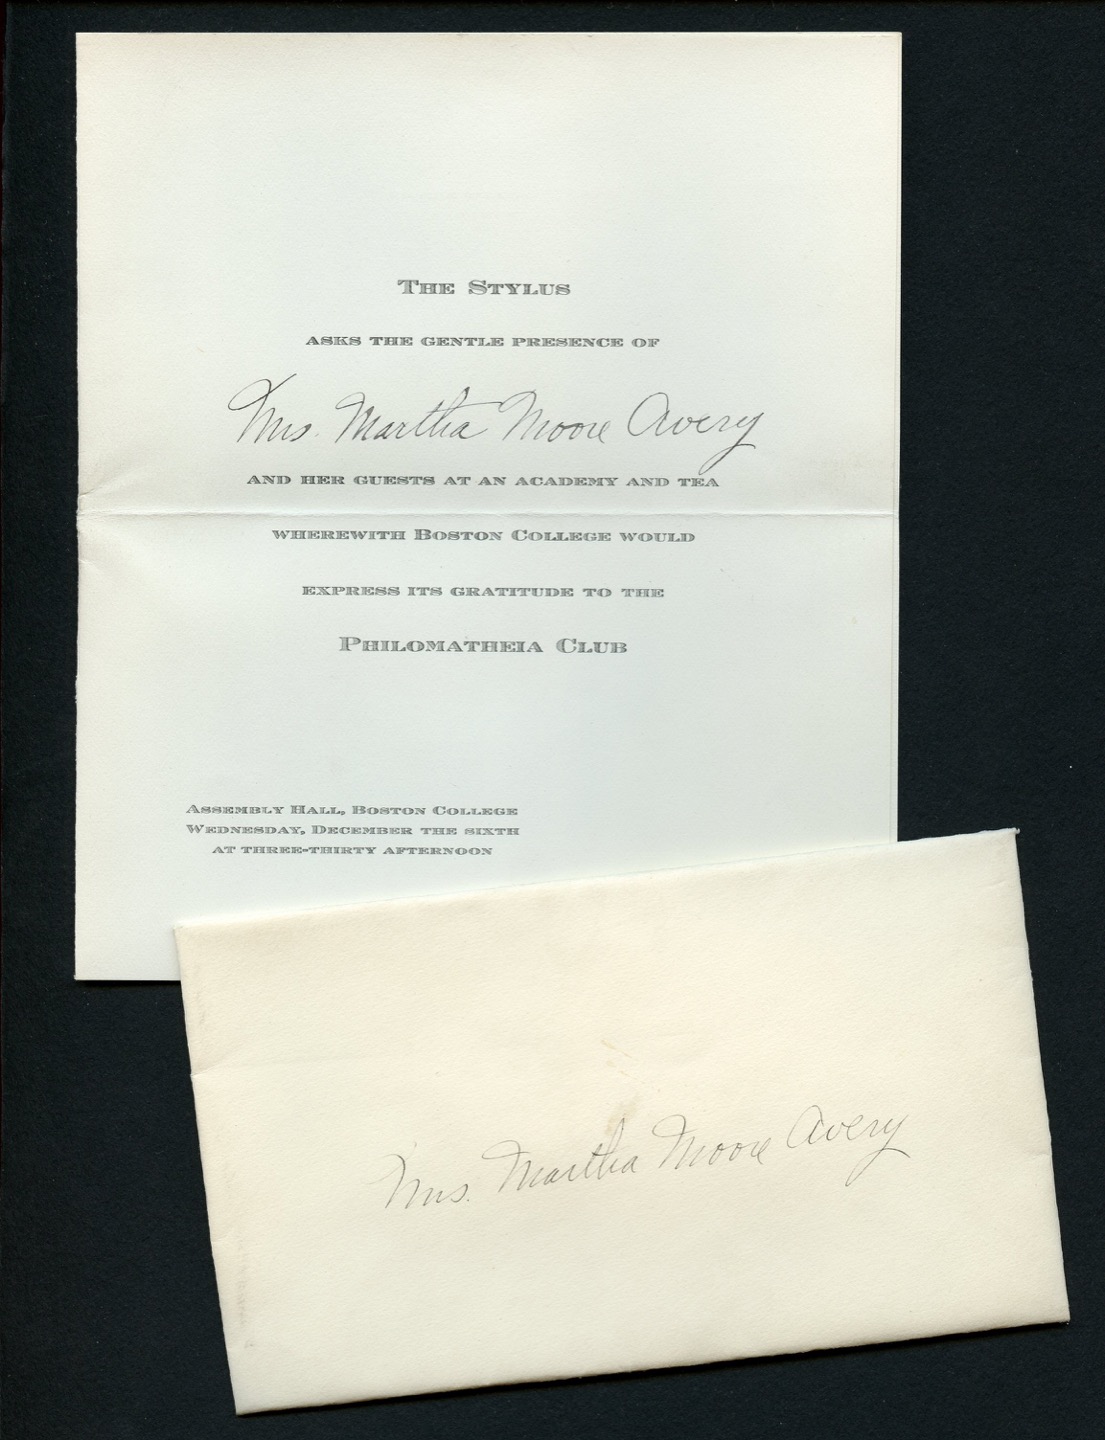 The Stylus
asks the gentle presence of
Mrs. Martha Moore Avery
and her guests at an academy and tea
wherewith Boston College would
express its gratitude to the
Philomatheia Club
Assembly Hall, Boston College
Wednesday, December the sixth
at three-thirty afternoon
Mrs. Martha Moore Avery